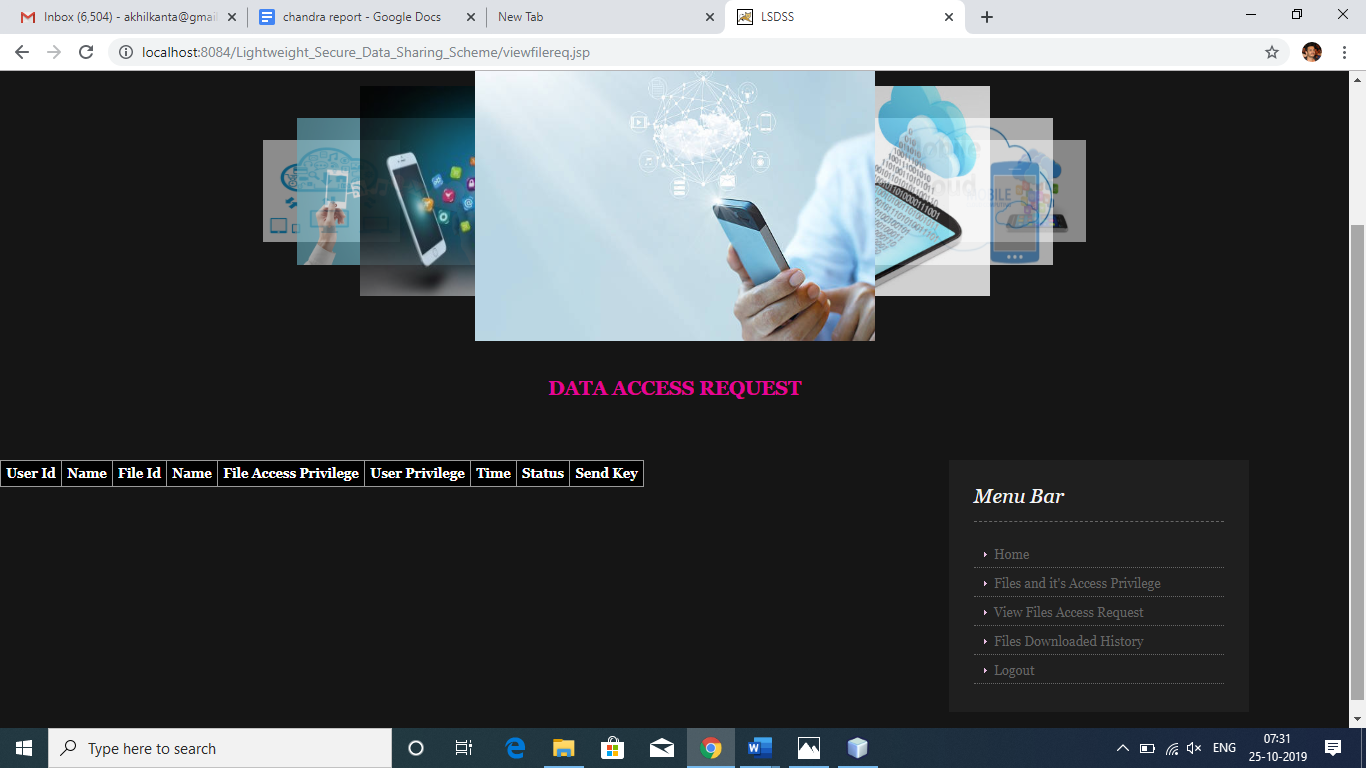 Inbox (6,504) - akhilkanta@gmai
chandra report - Google Docs
New Tab
LSDSS
localhost:8084/Lightweight_Secure_Data_Sharing_Scheme/viewfilereq.jsp
DATA ACCESS REQUEST
User Id Name File Id Name File Access Privilege User Privilege Time Status Send Key
Menu Bar
Home
Files and it's Access Privilege
View Files Access Request
Files Downloaded History
Logout
Type here to search
ENG
07:31
25-10-2019